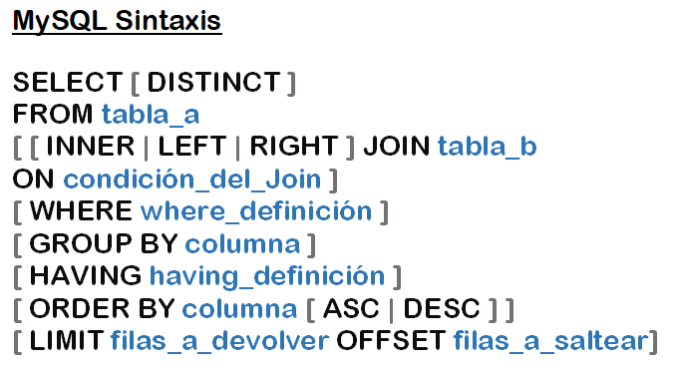 MySQL Sintaxis
SELECT [ DISTINCT ]
FROM tabla_a
[ [ INNER | LEFT | RIGHT ] JOIN tabla_b
ON condición_del_Join ]
[ WHERE where_definición ]
[ GROUP BY columna ]
[ HAVING having_definición ]
[ ORDER BY columna [ ASC | DESC ] ]
[ LIMIT filas_a_devolver OFFSET filas_a_saltear]